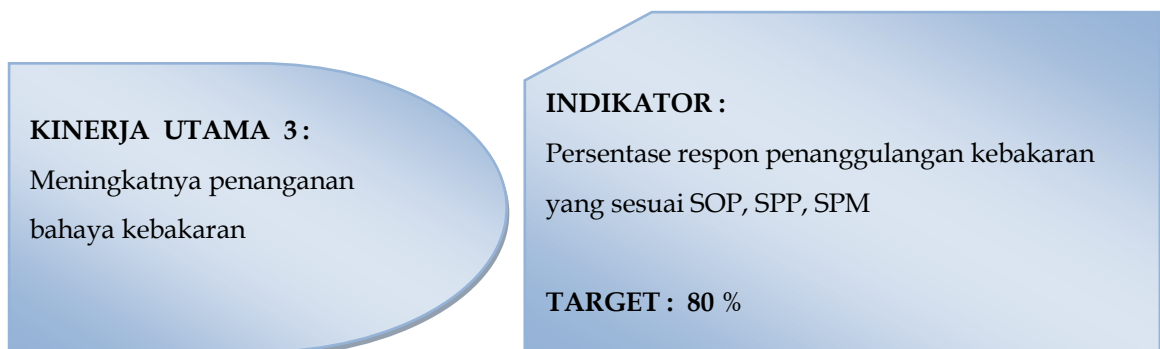 KINERJA UTAMA 3 :
Meningkatnya penanganan
bahaya kebakaran
INDIKATOR :
Persentase respon penanggulangan kebakaran
yang sesuai SOP, SPP, SPM
TARGET : 80 %